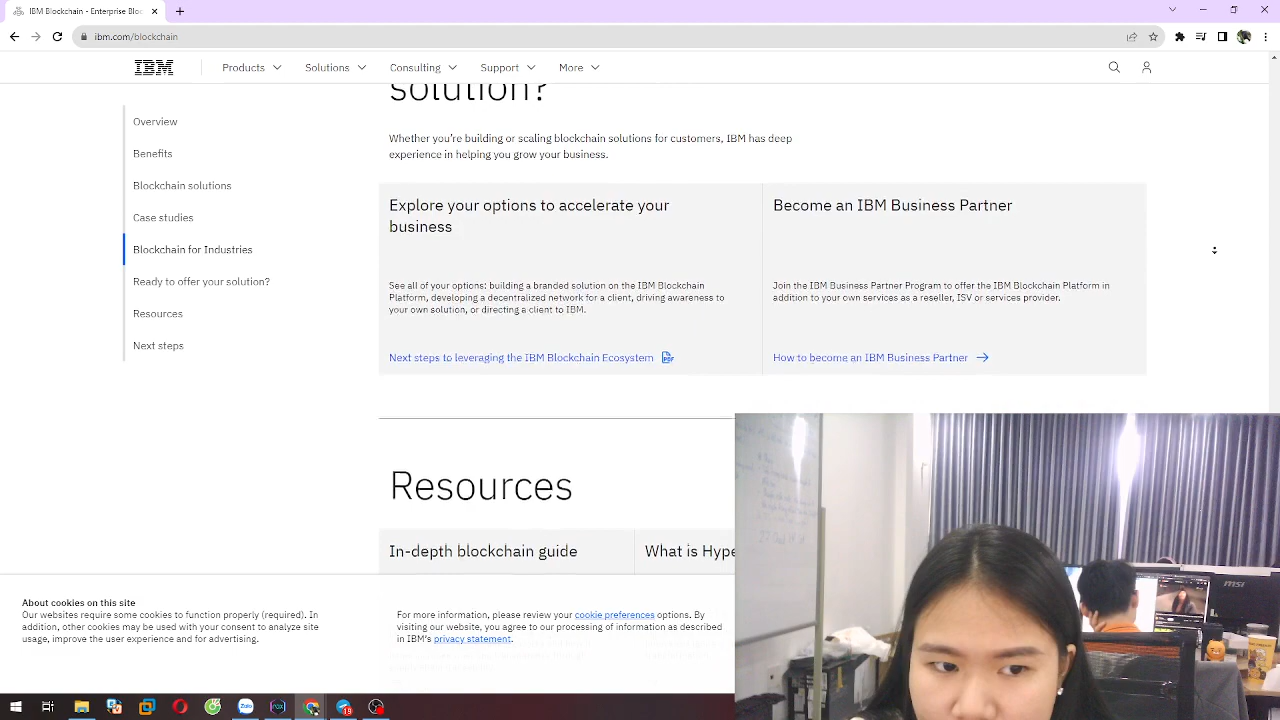 IBM Blockchain - Enterprise Bloc
ibm.com/blockchain
IBM
Products
Solutions
Consulting
Support
More
Overview
Benefits
Blockchain solutions
Case studies
Blockchain for Industries
Ready to offer your solution?
Resources
Next steps
solution?
Whether you're building or scaling blockchain solutions for customers, IBM has deep
experience in helping you grow your business.
Explore your options to accelerate your
business
See all of your options: building a branded solution on the IBM Blockchain
Platform, developing a decentralized network for a client, driving awareness to
your own solution, or directing a client to IBM.
Next steps to leveraging the IBM Blockchain Ecosystem
PDF
Become an IBM Business Partner
Join the IBM Business Partner Program to offer the IBM Blockchain Platform in
addition to your own services as a reseller, ISV or services provider.
How to become an IBM Business Partner
Resources
In-depth blockchain guide
What is Hype
About cookies on this site
Our websites require some cookies to function properly (required). In
addition, other cookies may be used with your consent to analyze site
usage, improve the user experience and for advertising.
For more information, please review your cookie preferences options. By
visiting our website, you agree to our processing of information as described
in IBM's privacy statement.
msi
Zalo